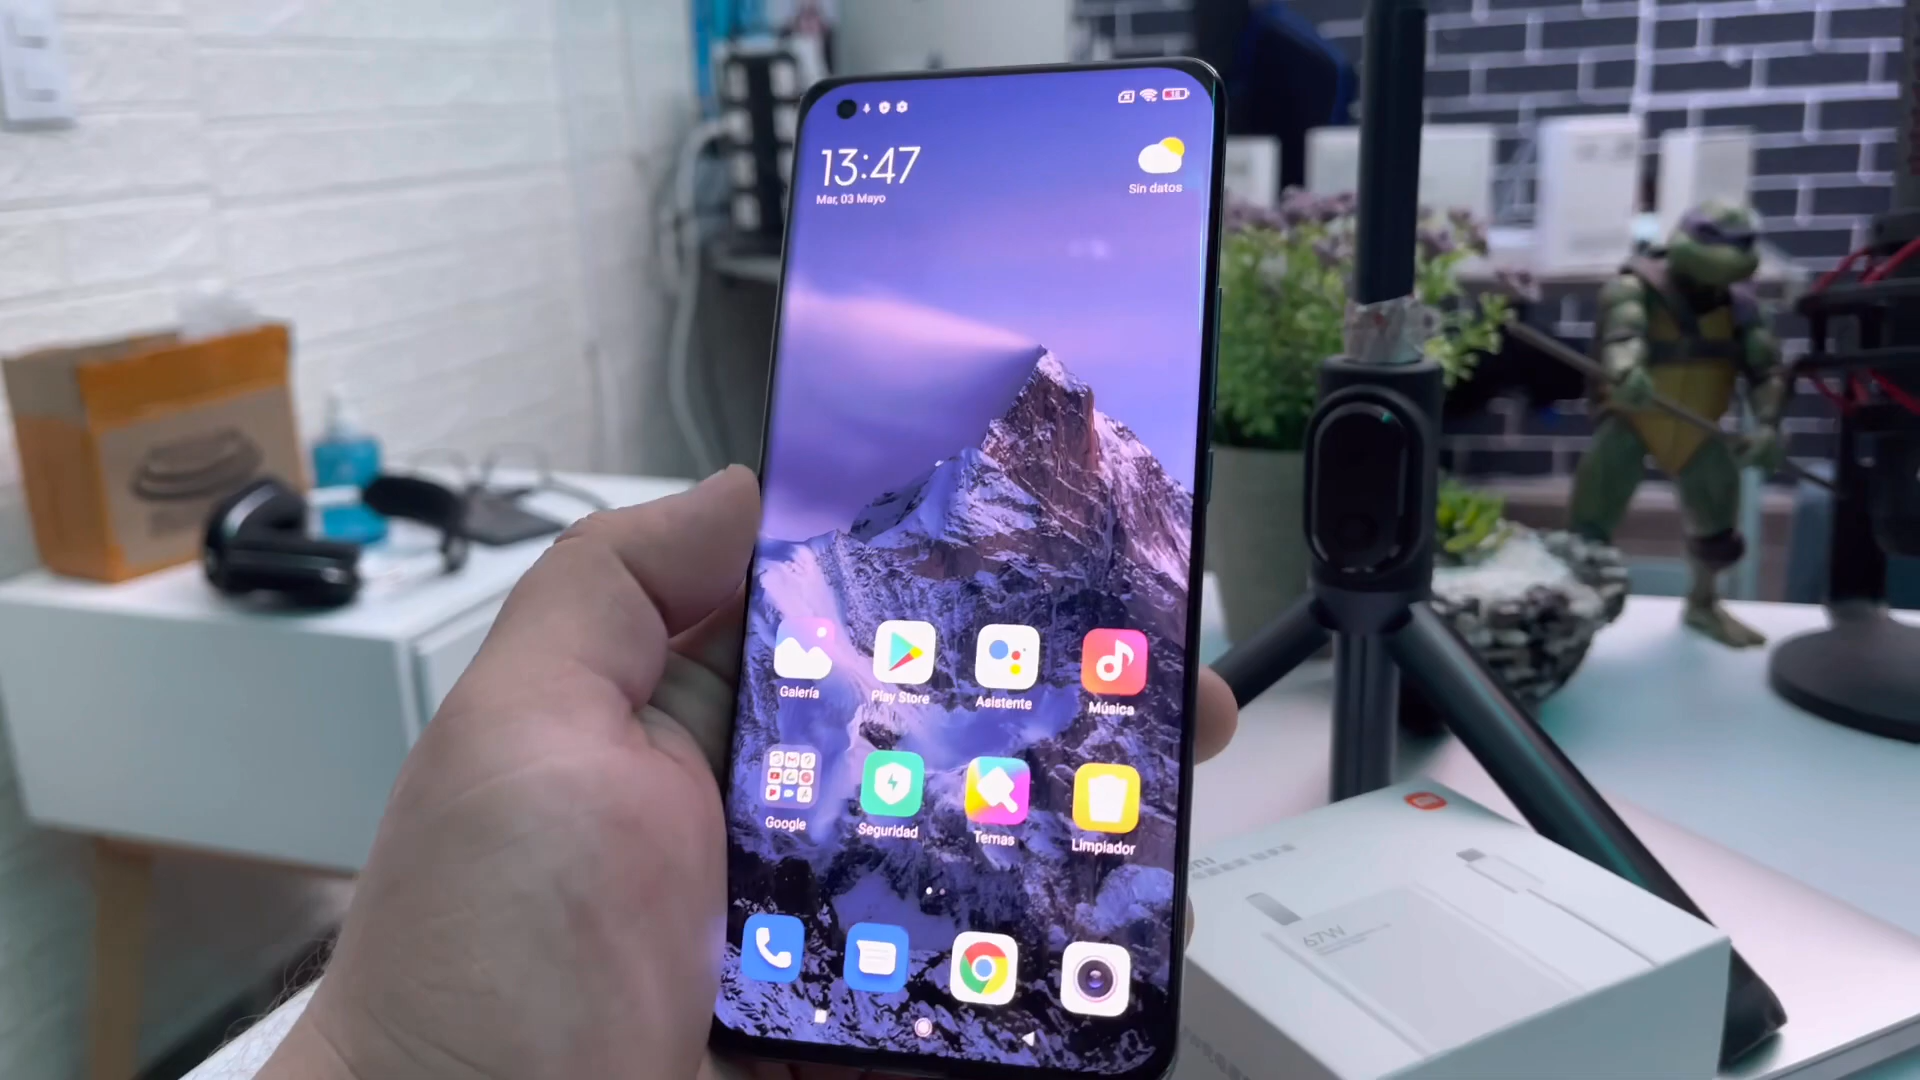 13:47
Mar, 03 Mayo
Sin datos
Galería
Play Store
Asistente
Música
Google
Seguridad
Temas
Limpiador
67W